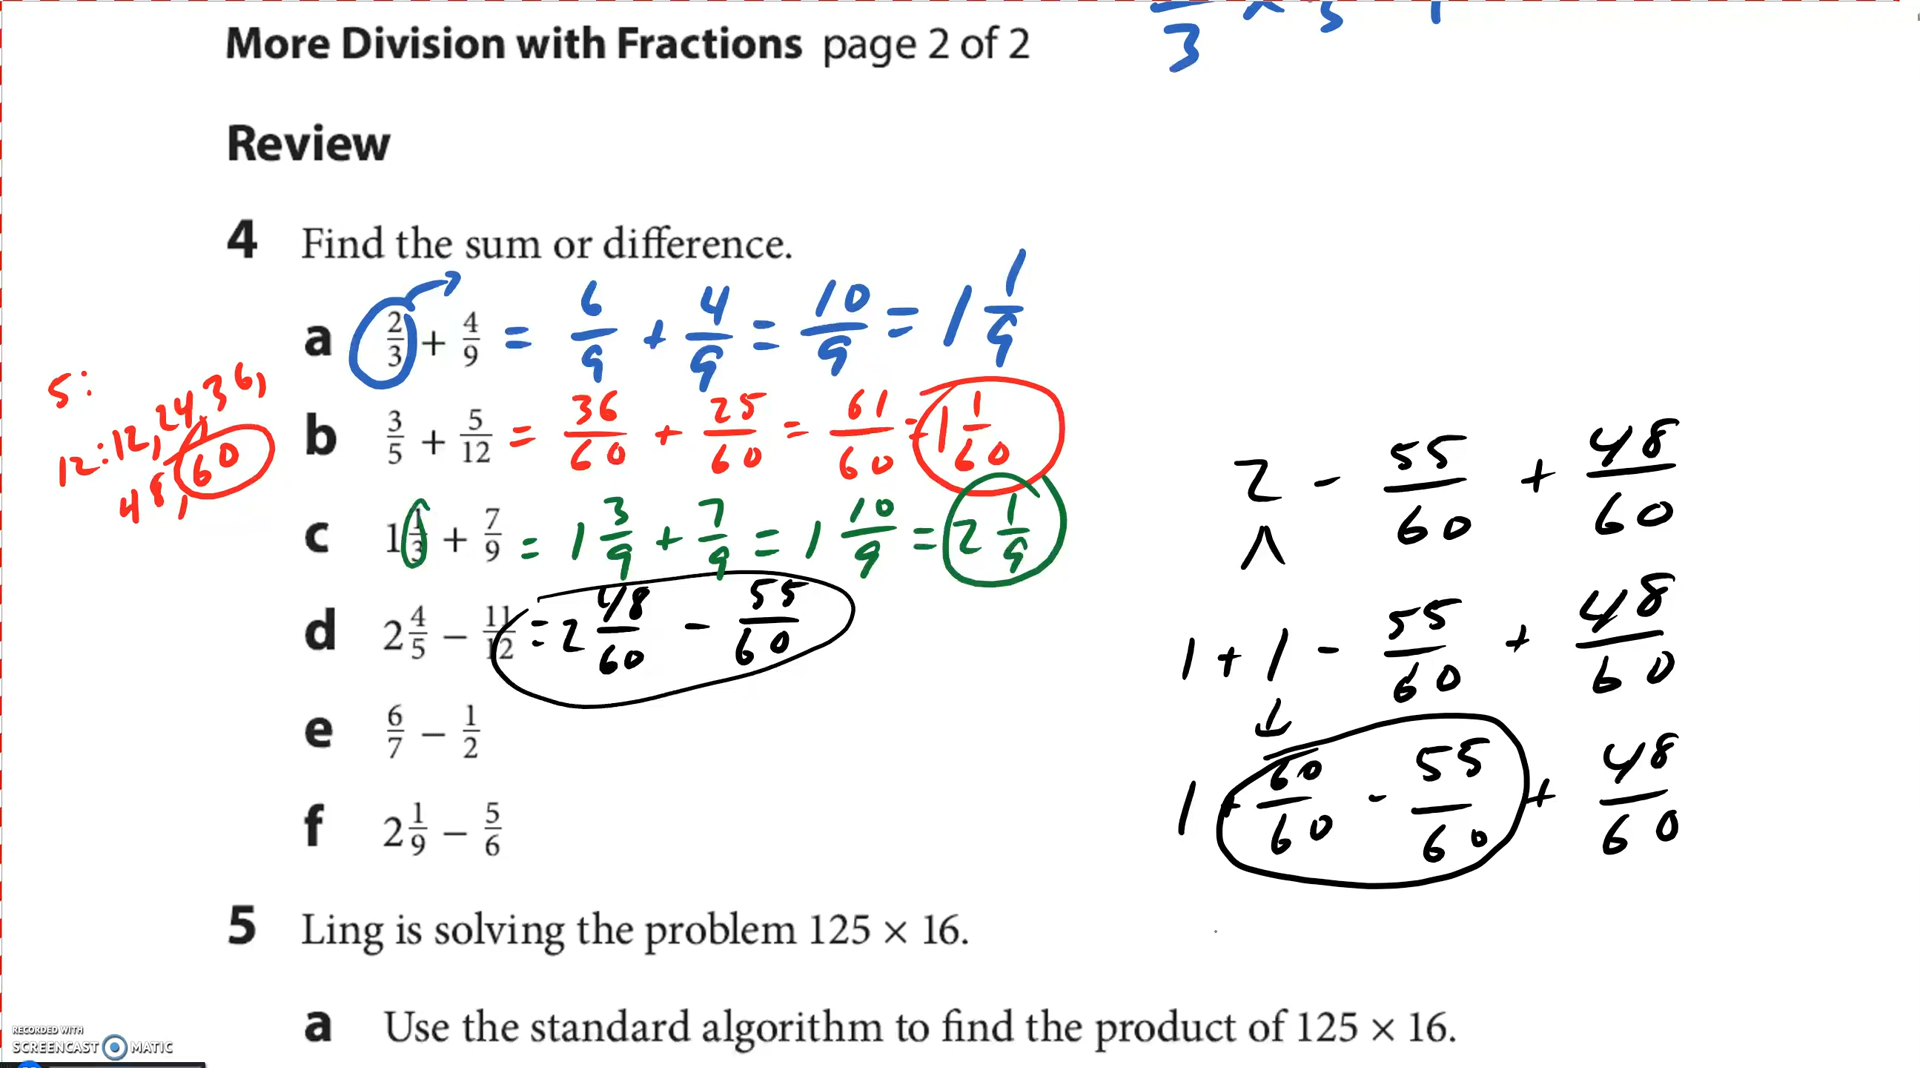 3 × 5
More Division with Fractions page 2 of 2
Review
4 Find the sum or difference.
a 2/3 + 4/9 = 6/9 + 4/9 = 10/9 = 1 1/9
5:
12: 12, 24, 36,
48, 60
b 3/5 + 5/12 = 36/60 + 25/60 = 61/60 = 1 1/60
c 1 1/3 + 7/9 = 1 3/9 + 7/9 = 1 10/9 = 2 1/9
d 2 4/5 − 11/12 = 2 48/60 − 55/60
e 6/7 − 1/2
f 2 1/9 − 5/6
2 − 55/60 + 48/60
1 + 1 − 55/60 + 48/60
1 + 60/60 − 55/60 + 48/60
5 Ling is solving the problem 125 × 16.
a Use the standard algorithm to find the product of 125 × 16.
RECORDED WITH
SCREENCAST MATIC